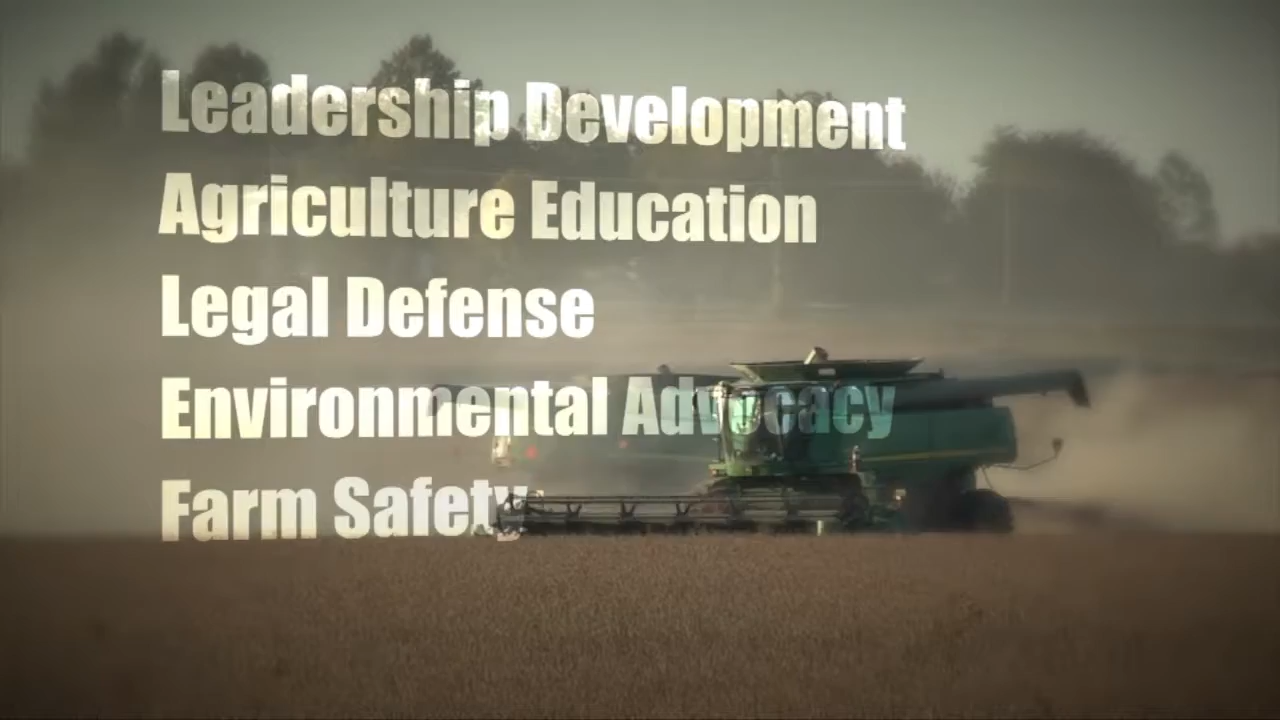 Leadership Development
Agriculture Education
Legal Defense
Environmental Advocacy
Farm Safety